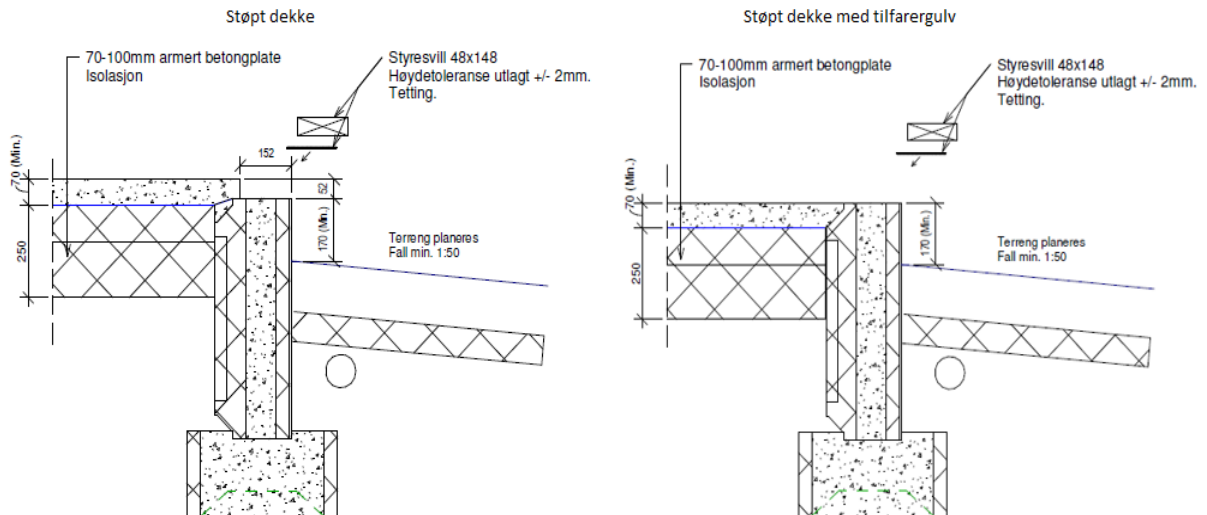 Støpt dekke
70-100mm armert betongplate
Isolasjon
Styresvill 48x148
Høydetoleranse utlagt +/- 2mm.
Tetting.
152
70 (Min.)
52
250
170 (Min.)
Terreng planeres
Fall min. 1:50
Støpt dekke med tilfarergulv
70-100mm armert betongplate
Isolasjon
Styresvill 48x148
Høydetoleranse utlagt +/- 2mm.
Tetting.
70 (Min.)
250
170 (Min.)
Terreng planeres
Fall min. 1:50